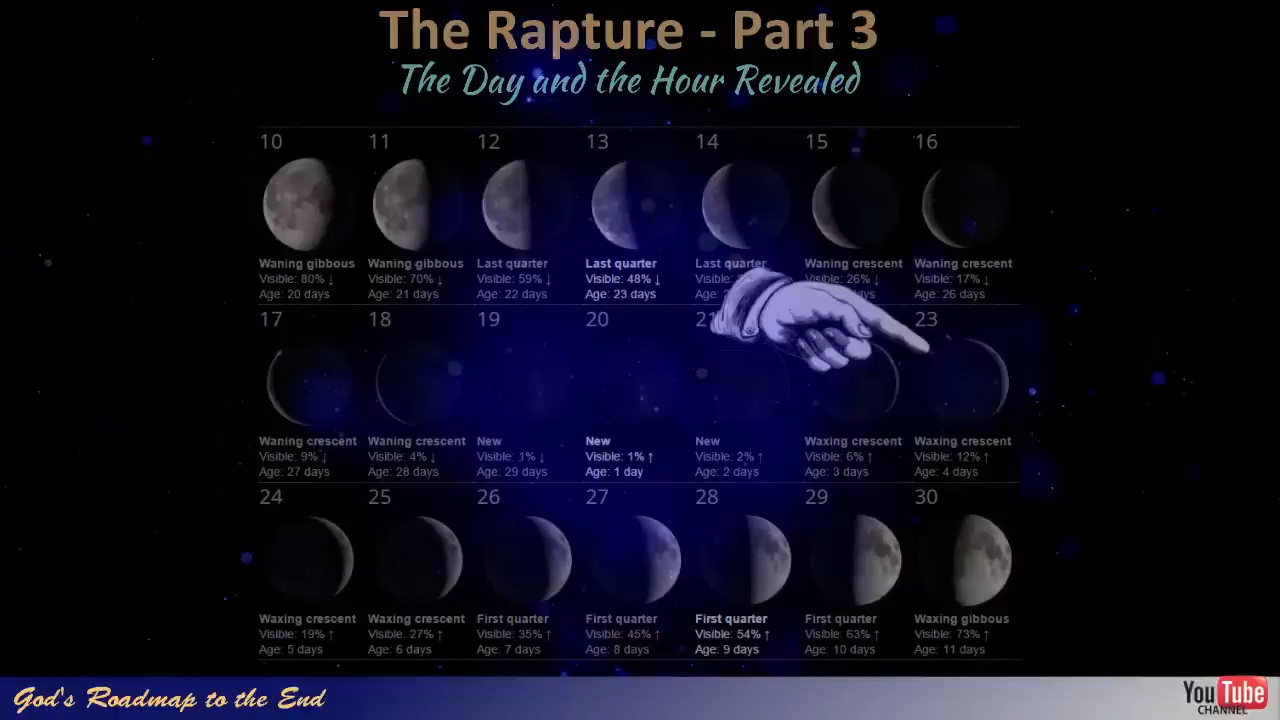 The Rapture - Part 3
The Day and the Hour Revealed
10 11 12 13 14 15 16
Waning gibbous Waning gibbous Last quarter Last quarter Last quarter Waning crescent Waning crescent
Visible: 80% ↓ Visible: 70% ↓ Visible: 59% ↓ Visible: 48% ↓ Visible: 26% ↓ Visible: 17% ↓
Age: 20 days Age: 21 days Age: 22 days Age: 23 days Age: Age: 26 days
17 18 19 20 21 23
Waning crescent Waning crescent New New New Waxing crescent Waxing crescent
Visible: 9% ↓ Visible: 4% ↓ Visible: 1% ↓ Visible: 1% ↑ Visible: 2% ↑ Visible: 6% ↑ Visible: 12% ↑
Age: 27 days Age: 28 days Age: 29 days Age: 1 day Age: 2 days Age: 3 days Age: 4 days
24 25 26 27 28 29 30
Waxing crescent Waxing crescent First quarter First quarter First quarter First quarter Waxing gibbous
Visible: 19% ↑ Visible: 27% ↑ Visible: 35% ↑ Visible: 45% ↑ Visible: 54% ↑ Visible: 63% ↑ Visible: 73% ↑
Age: 5 days Age: 6 days Age: 7 days Age: 8 days Age: 9 days Age: 10 days Age: 11 days
God's Roadmap to the End
YouTube
CHANNEL